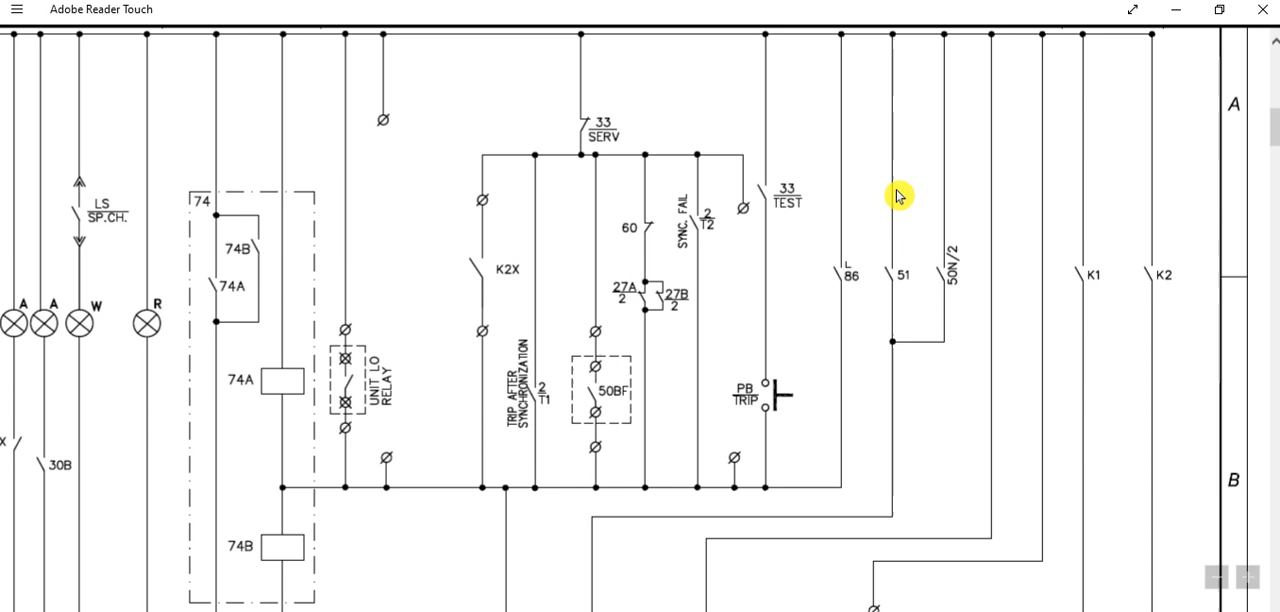 Adobe Reader Touch
A
33
SERV
74
LS
SP.CH.
33
TEST
SYNC. FAIL
2
T2
60
74B
74A
K2X
27A
2
27B
2
L
86
51
50N/2
K1
K2
A
A
W
R
TRIP AFTER
SYNCHRONIZATION
2
T1
UNIT LO
RELAY
74A
50BF
PB
TRIP
X
30B
B
74B